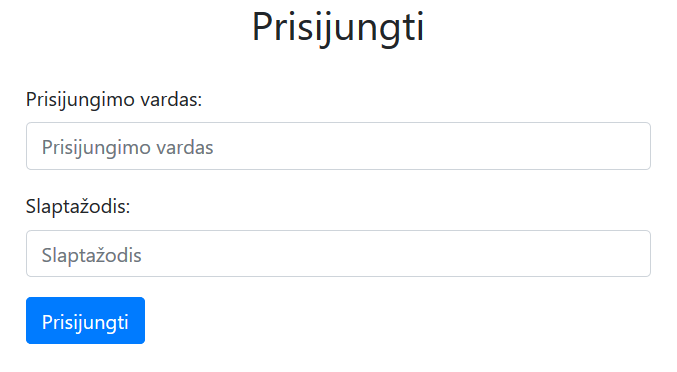 Prisijungti
Prisijungimo vardas:
Prisijungimo vardas
Slaptažodis:
Slaptažodis
Prisijungti